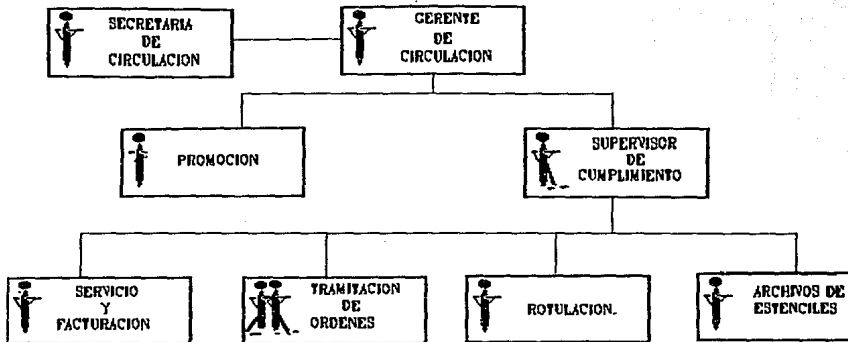 SECRETARIA
DE
CIRCULACION
GERENTE
DE
CIRCULACION
PROMOCION
SUPERVISOR
DE
CUMPLIMIENTO
SERVICIO
Y
FACTURACION
TRAMITACION
DE
ORDENES
ROTULACION.
ARCHIVOS DE
ESTENCILES